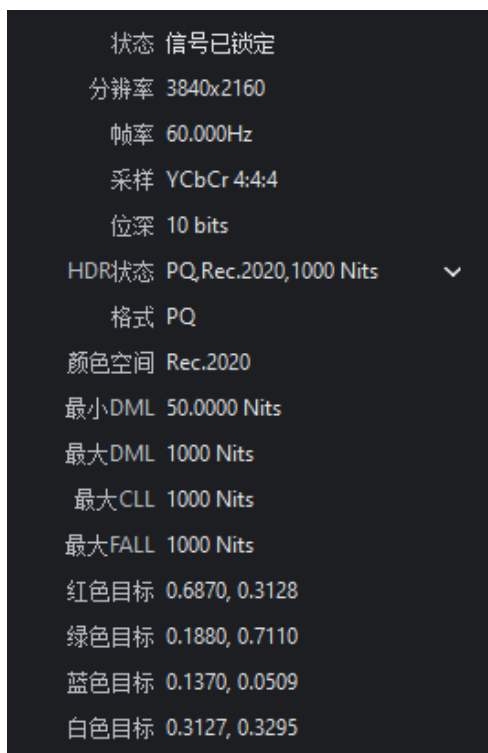 状态 信号已锁定
分辨率 3840x2160
帧率 60.000Hz
采样 YCbCr 4:4:4
位深 10 bits
HDR状态 PQ,Rec.2020,1000 Nits
格式 PQ
颜色空间 Rec.2020
最小DML 50.0000 Nits
最大DML 1000 Nits
最大CLL 1000 Nits
最大FALL 1000 Nits
红色目标 0.6870, 0.3128
绿色目标 0.1880, 0.7110
蓝色目标 0.1370, 0.0509
白色目标 0.3127, 0.3295